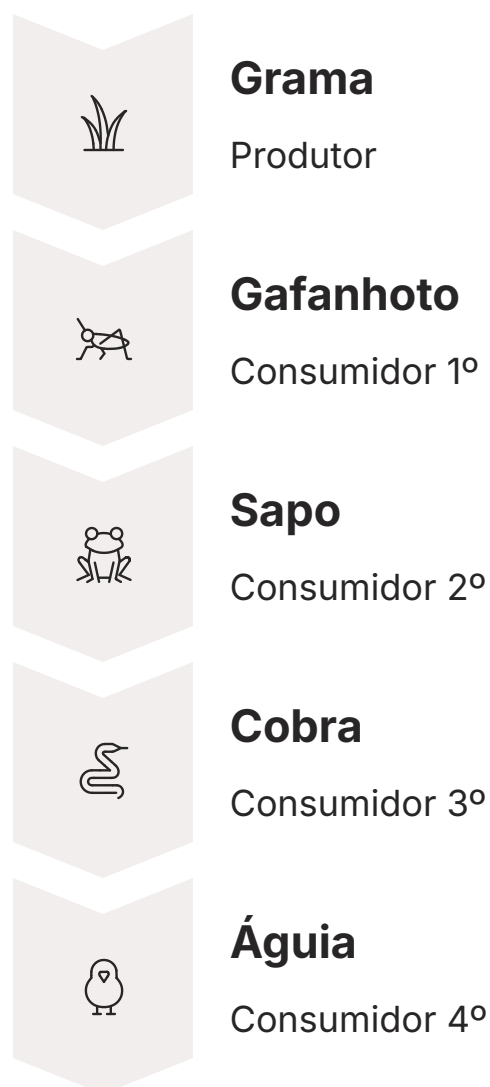 Grama
Produtor
Gafanhoto
Consumidor 1º
Sapo
Consumidor 2º
Cobra
Consumidor 3º
Águia
Consumidor 4º